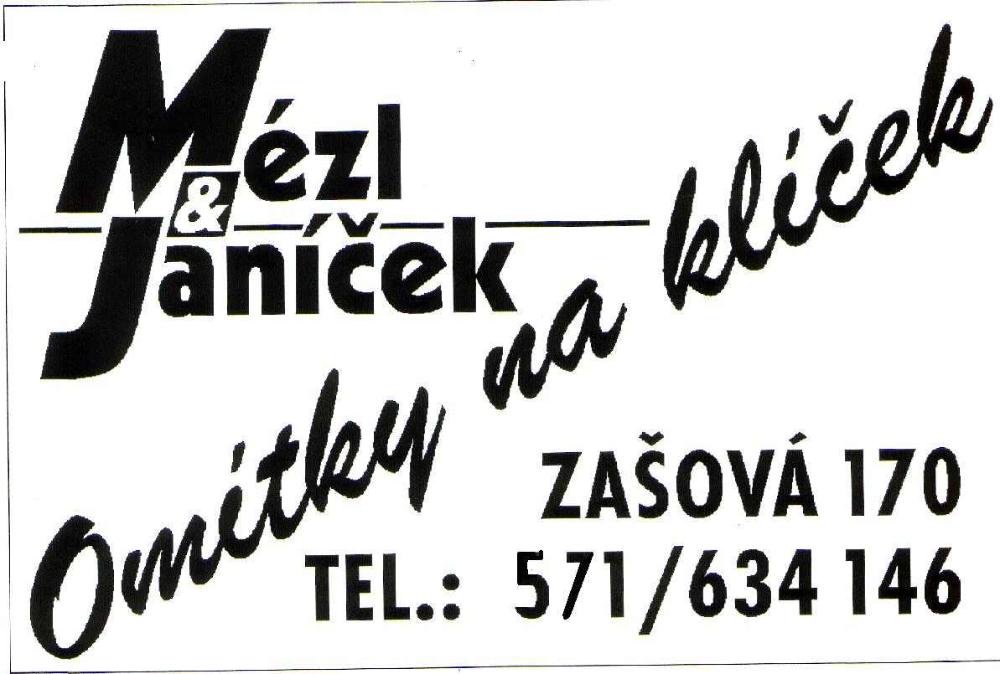 Mézl
&
Janíček
Omítky na klíček
ZAŠOVÁ 170
TEL.: 571/634 146